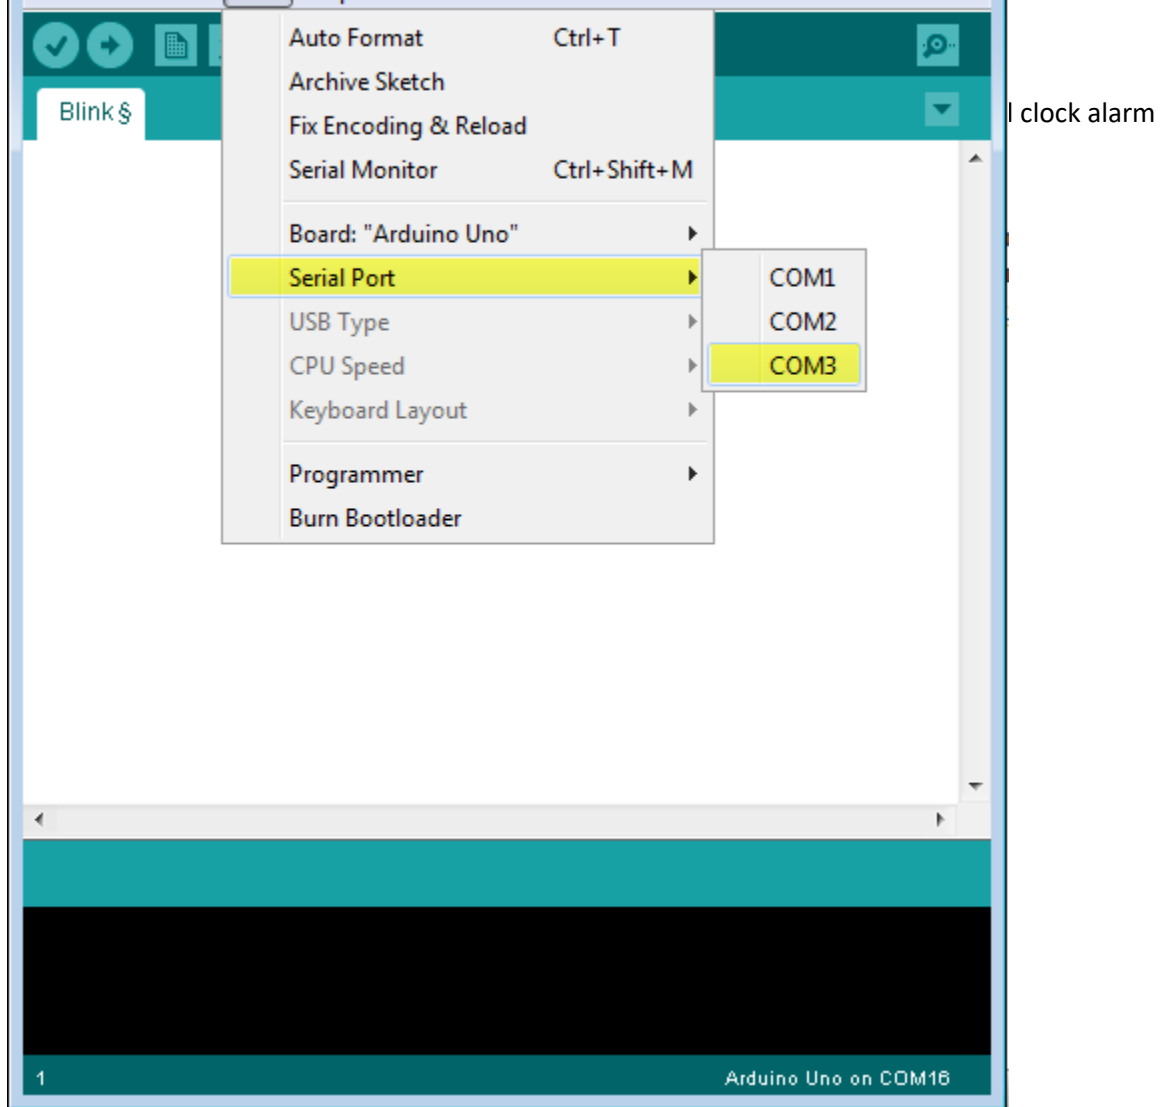 Auto Format Ctrl+T
Archive Sketch
Blink §
l clock alarm
Fix Encoding & Reload
Serial Monitor Ctrl+Shift+M
Board: "Arduino Uno"
Serial Port
COM1
USB Type
COM2
CPU Speed
COM3
Keyboard Layout
Programmer
Burn Bootloader
1
Arduino Uno on COM16